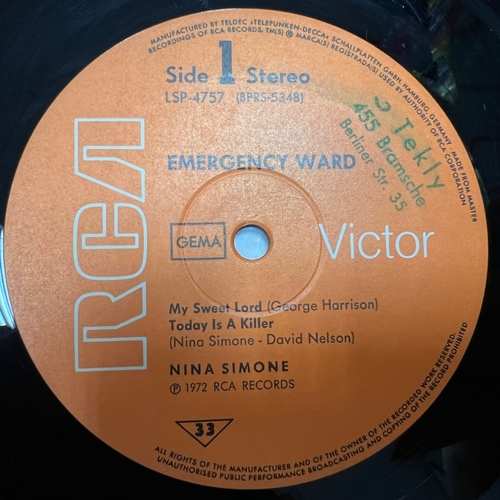 MANUFACTURED BY TELDEC »TELEFUNKEN-DECCA« SCHALLPLATTEN GMBH, HAMBURG, GERMANY · MADE FROM MASTER
RECORDINGS OF RCA RECORDS, TM(S) ® MARCA(S) REGISTRADA(S) USED BY AUTHORITY OF RCA CORPORATION
Side 1 Stereo
LSP-4757 (BPRS-5348)
Tekly
455 Bramsche
Berliner Str. 35
EMERGENCY WARD
RCA
GEMA
Victor
My Sweet Lord (George Harrison)
Today Is A Killer
(Nina Simone - David Nelson)
NINA SIMONE
℗ 1972 RCA RECORDS
33
ALL RIGHTS OF THE MANUFACTURER AND OF THE OWNER OF THE RECORDED WORK RESERVED.
UNAUTHORISED PUBLIC PERFORMANCE BROADCASTING AND COPYING OF THE RECORD PROHIBITED